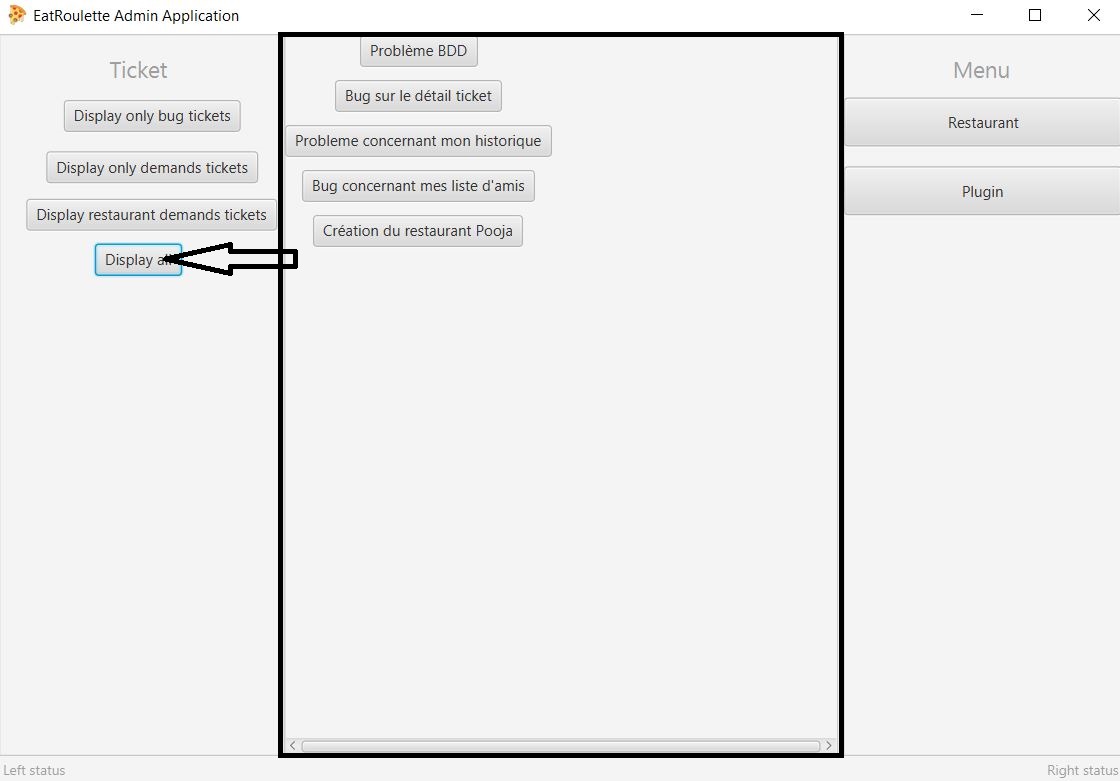 EatRoulette Admin Application
Ticket
Display only bug tickets
Display only demands tickets
Display restaurant demands tickets
Display all
Problème BDD
Bug sur le détail ticket
Probleme concernant mon historique
Bug concernant mes liste d'amis
Création du restaurant Pooja
Menu
Restaurant
Plugin
Left status
Right status